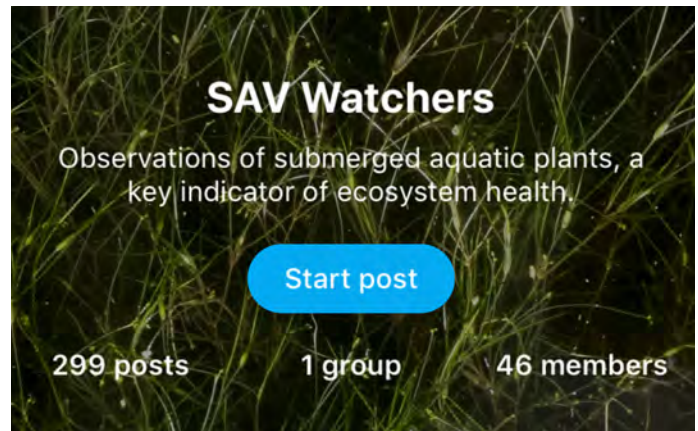 SAV Watchers
Observations of submerged aquatic plants, a
key indicator of ecosystem health.
Start post
299 posts 1 group 46 members